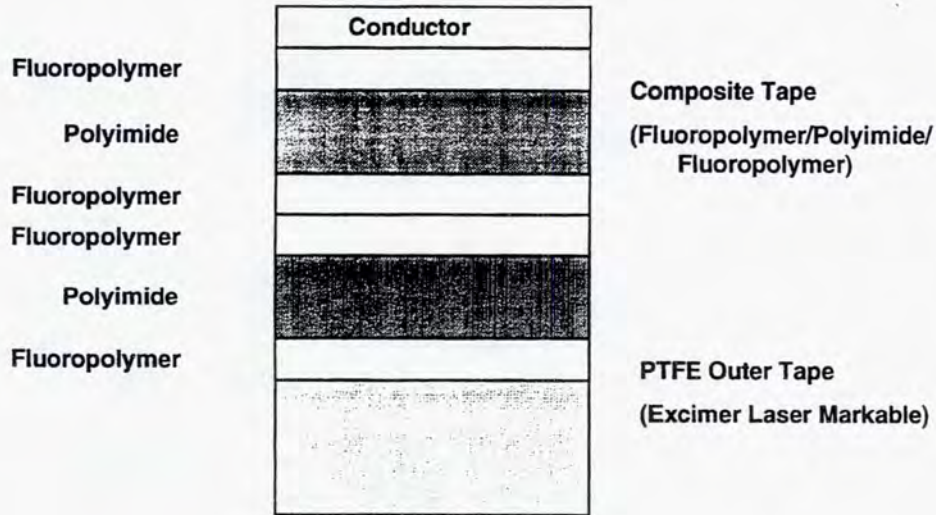 Conductor
Fluoropolymer
Composite Tape
Polyimide
(Fluoropolymer/Polyimide/
Fluoropolymer)
Fluoropolymer
Fluoropolymer
Polyimide
Fluoropolymer
PTFE Outer Tape
(Excimer Laser Markable)